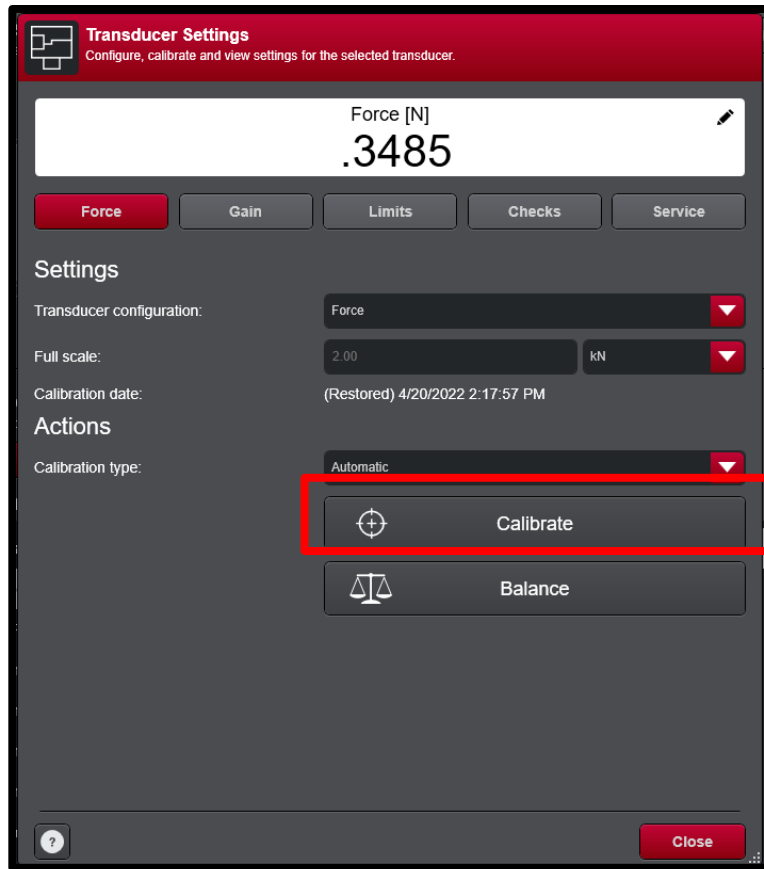 Transducer Settings
Configure, calibrate and view settings for the selected transducer.
Force [N]
.3485
Force Gain Limits Checks Service
Settings
Transducer configuration: Force
Full scale: 2.00 kN
Calibration date: (Restored) 4/20/2022 2:17:57 PM
Actions
Calibration type: Automatic
Calibrate
Balance
? Close